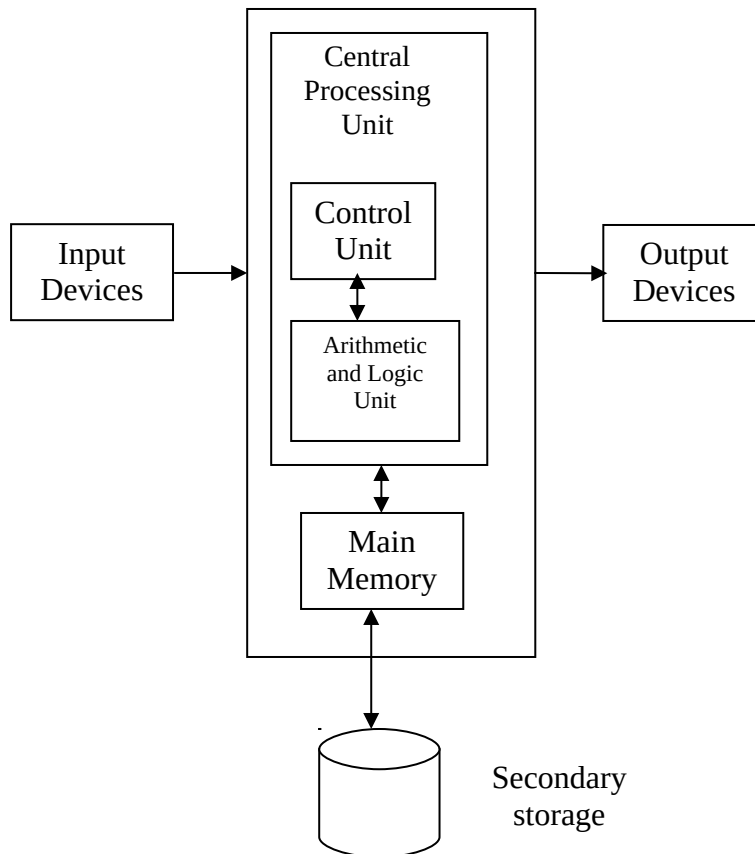 Central
Processing
Unit
Control
Unit
Input
Devices
Output
Devices
Arithmetic
and Logic
Unit
Main
Memory
Secondary
storage